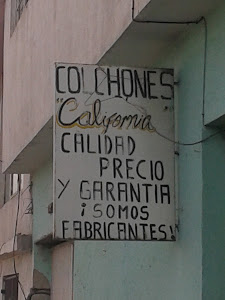 COLCHONES
"California"
CALIDAD
PRECIO
Y GARANTIA
¡SOMOS
FABRICANTES!